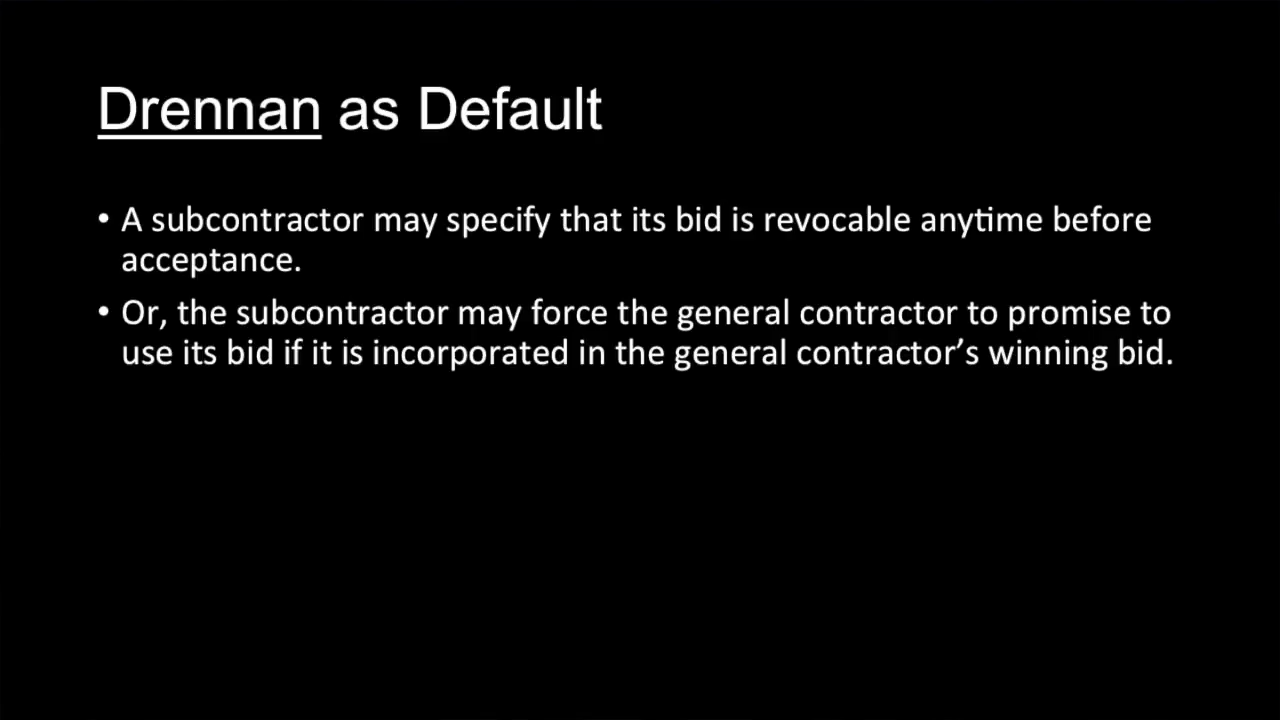 Drennan as Default
• A subcontractor may specify that its bid is revocable anytime before
acceptance.
• Or, the subcontractor may force the general contractor to promise to
use its bid if it is incorporated in the general contractor’s winning bid.